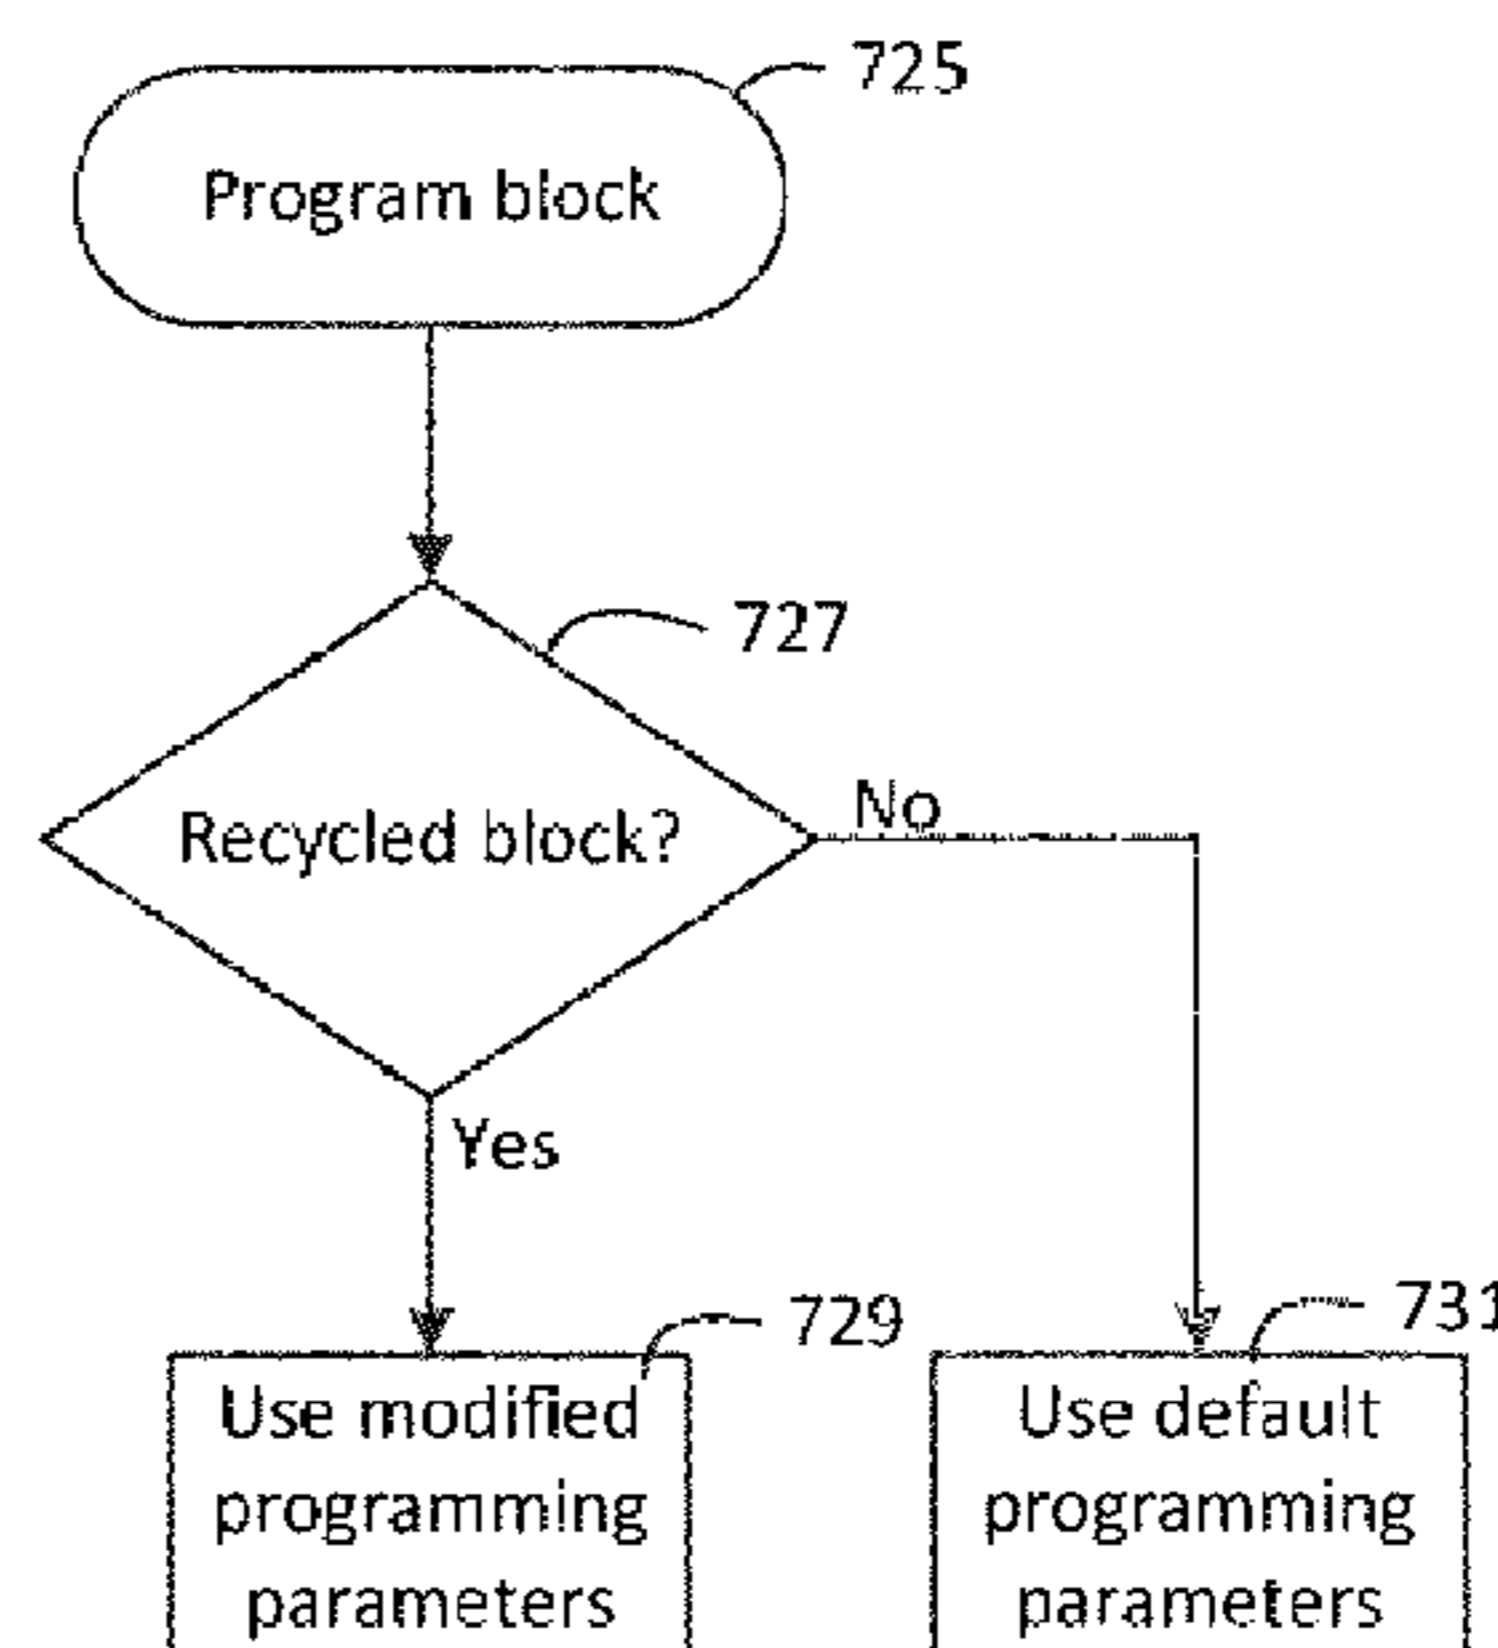 725
Program block
727
Recycled block?
No
Yes
729
731
Use modified
programming
parameters
Use default
programming
parameters